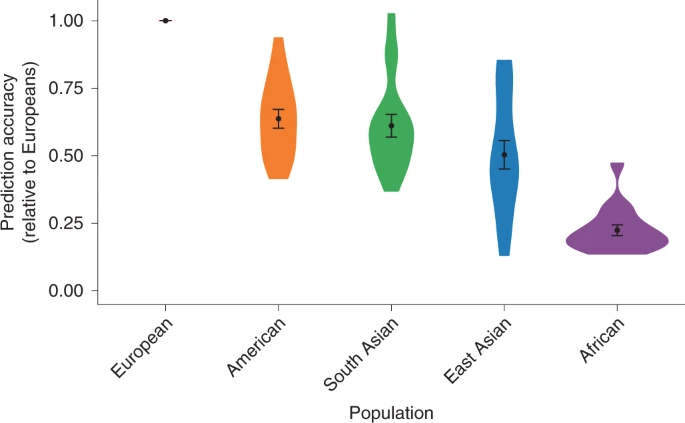 Prediction accuracy
(relative to Europeans)
1.00
0.75
0.50
0.25
0.00
European
American
South Asian
East Asian
African
Population